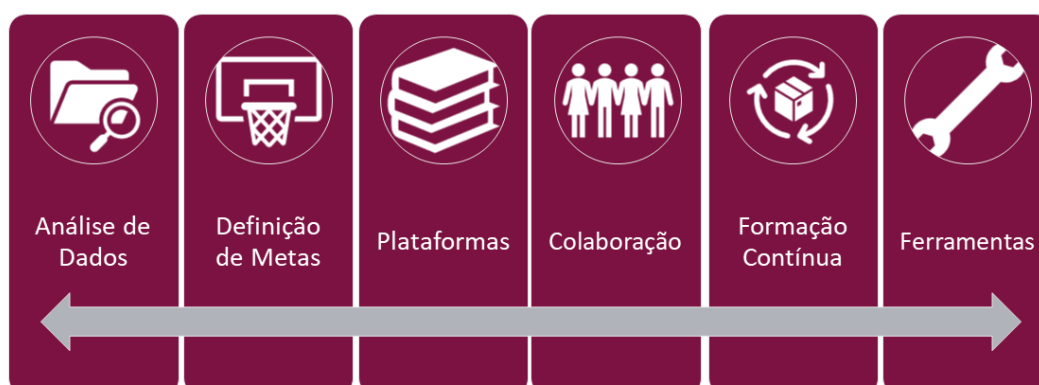 Análise de
Dados
Definição
de Metas
Plataformas
Colaboração
Formação
Contínua
Ferramentas